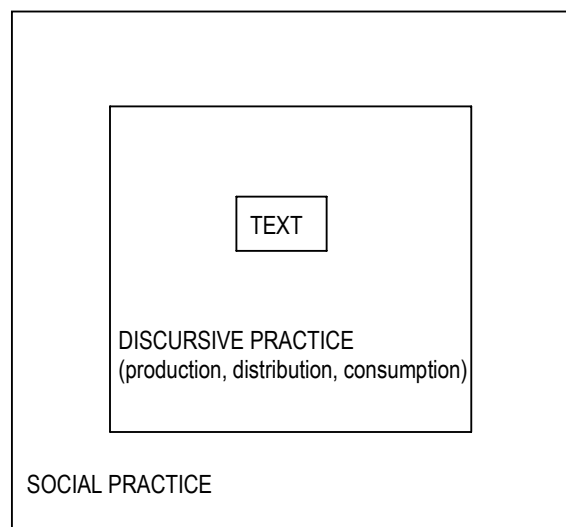 TEXT
DISCURSIVE PRACTICE
(production, distribution, consumption)
SOCIAL PRACTICE